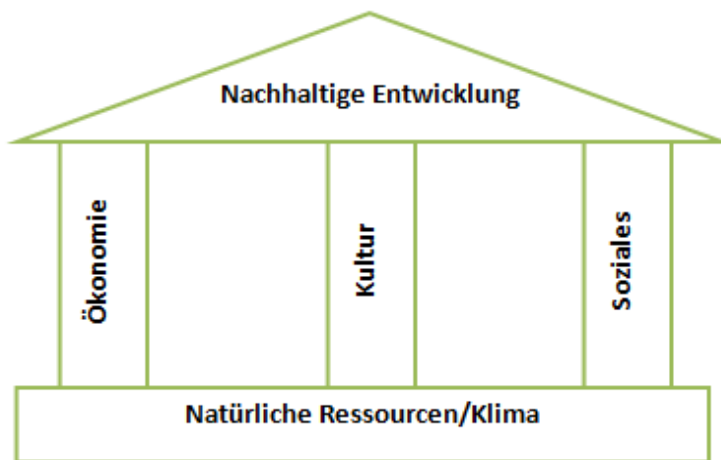 Nachhaltige Entwicklung
Ökonomie
Kultur
Soziales
Natürliche Ressourcen/Klima